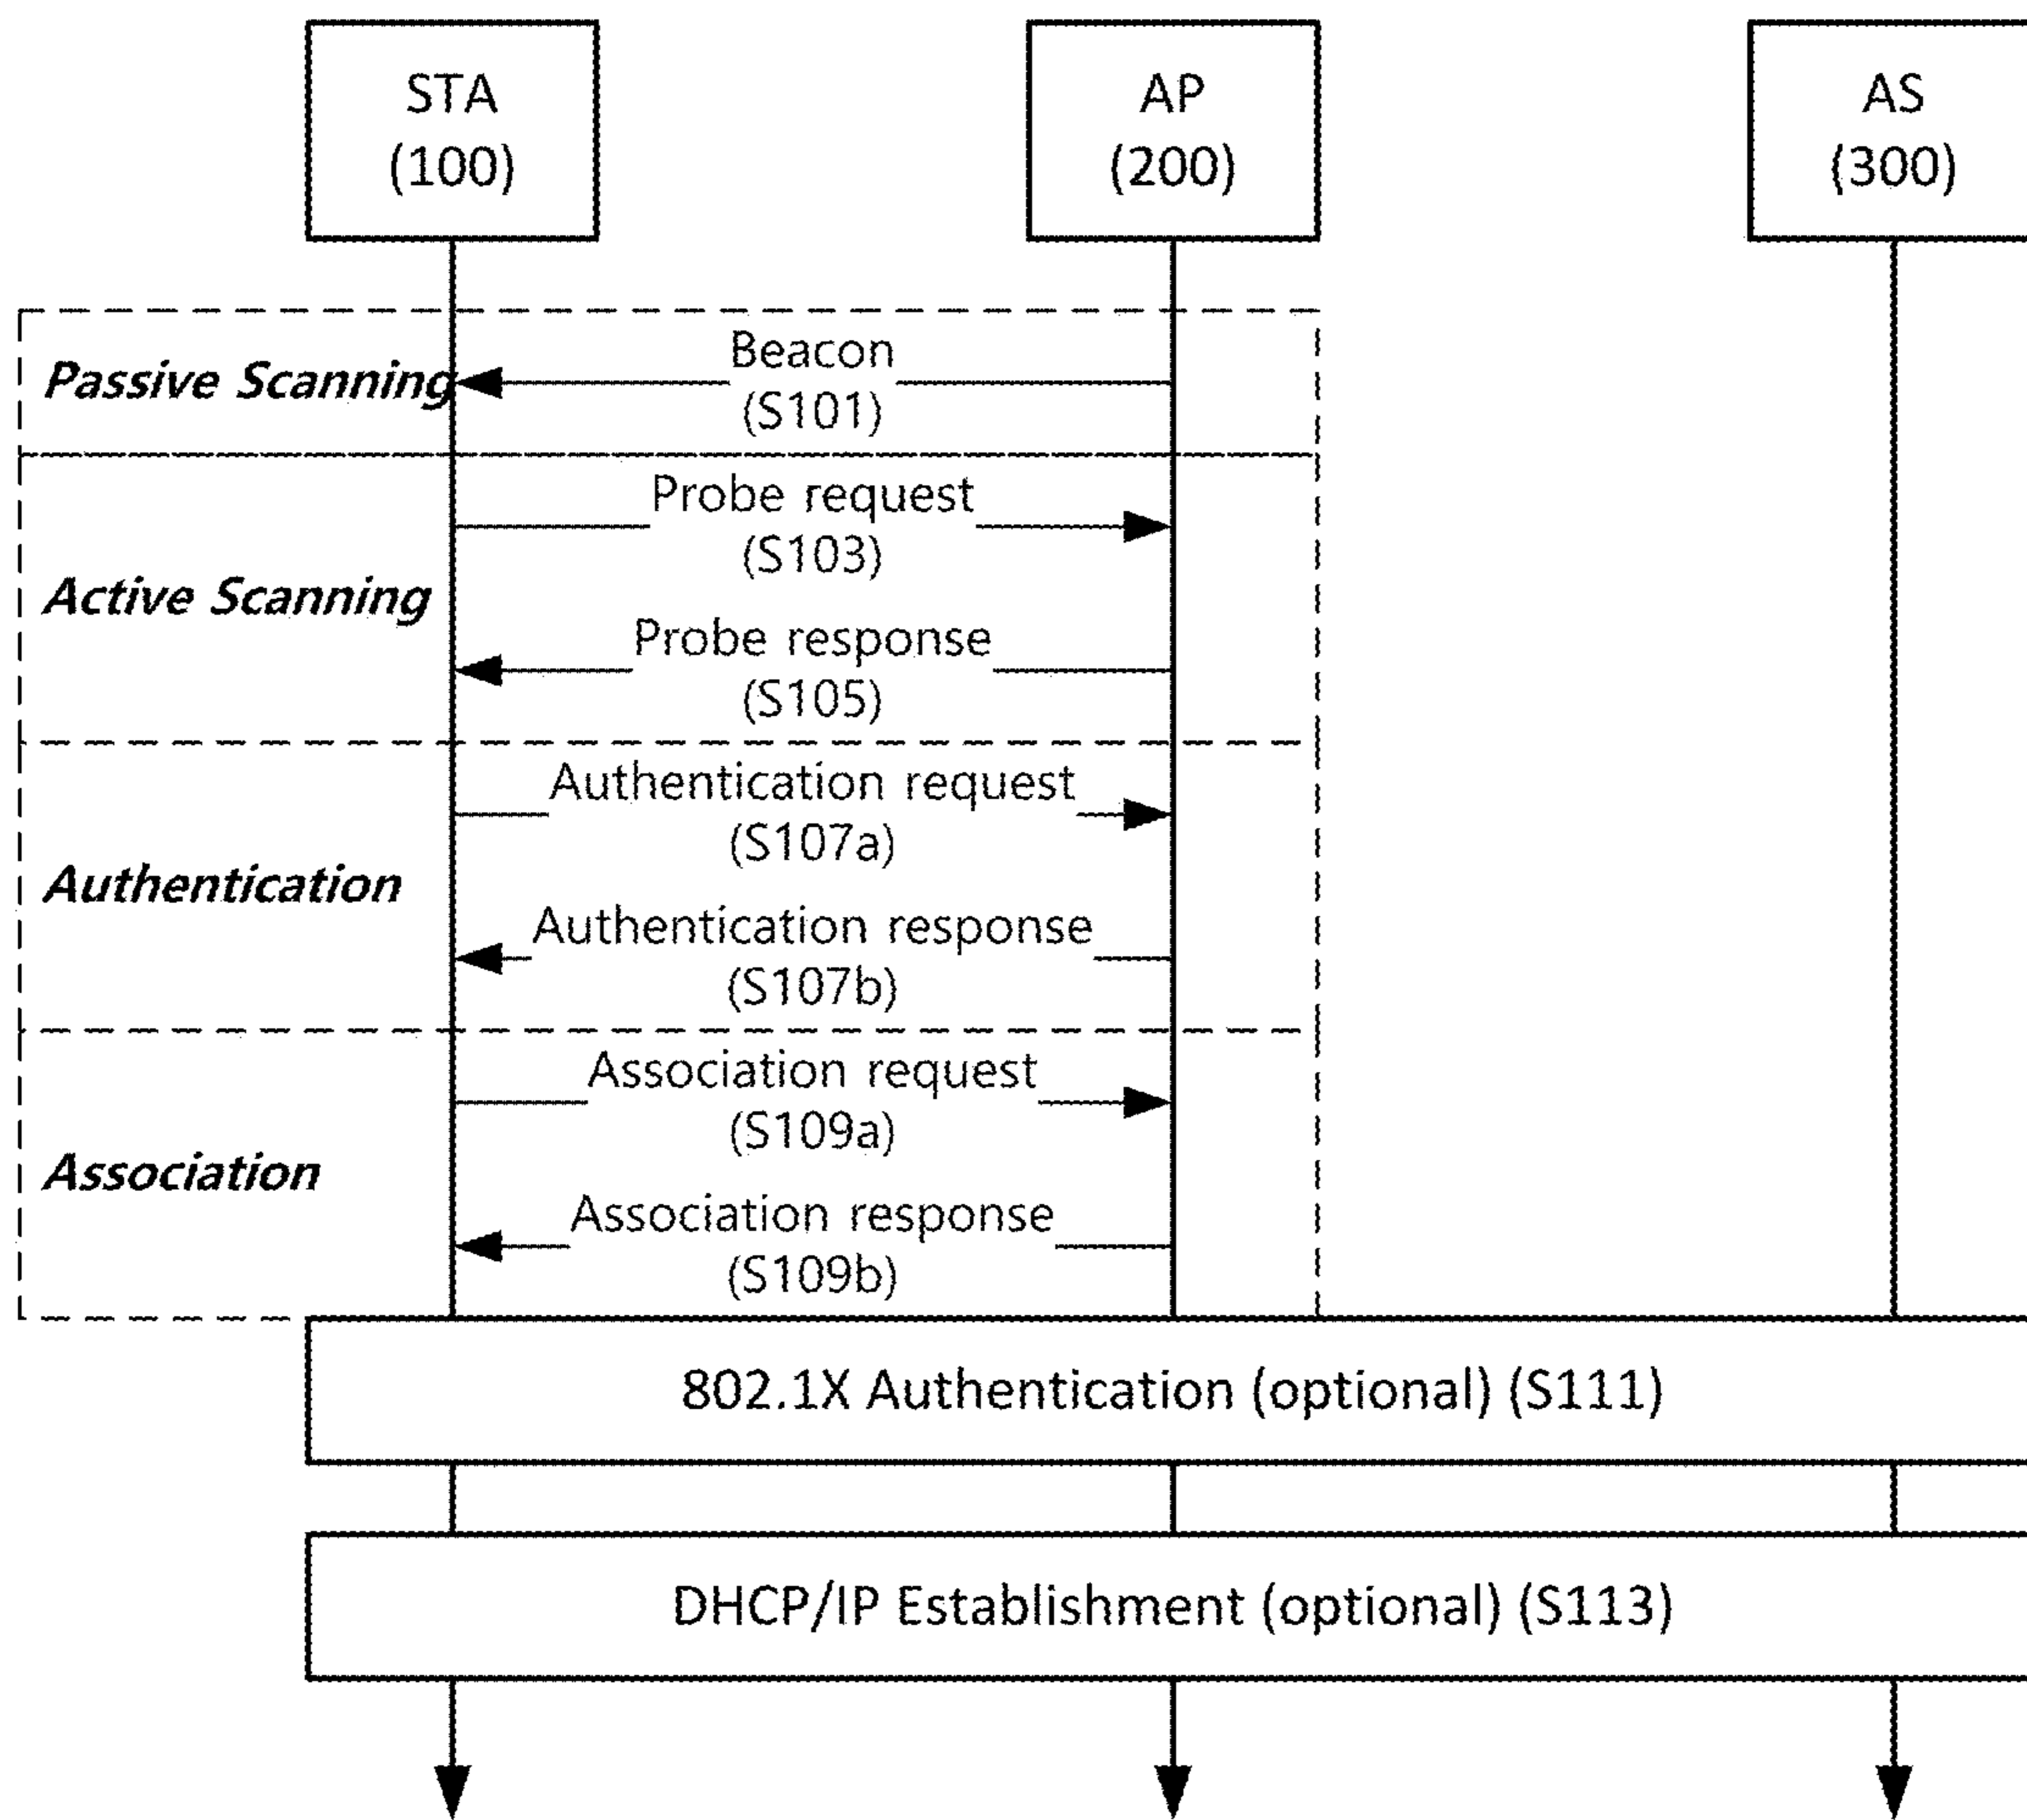 STA
(100)
AP
(200)
AS
(300)
Passive Scanning
Beacon
(S101)
Active Scanning
Probe request
(S103)
Probe response
(S105)
Authentication
Authentication request
(S107a)
Authentication response
(S107b)
Association
Association request
(S109a)
Association response
(S109b)
802.1X Authentication (optional) (S111)
DHCP/IP Establishment (optional) (S113)